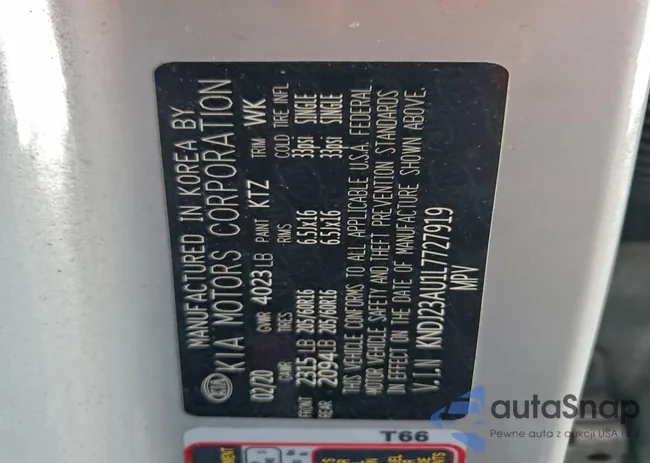 MANUFACTURED IN KOREA BY
KIA MOTORS CORPORATION
02/20 GVWR 4023 LB PAINT KTZ TRIM WK
GAWR TIRES RIMS COLD TIRE INFL.
FRONT 2315 LB 205/60R16 6.5Jx16 33psi SINGLE
REAR 2094 LB 205/60R16 6.5Jx16 33psi SINGLE
THIS VEHICLE CONFORMS TO ALL APPLICABLE U.S.A. FEDERAL
MOTOR VEHICLE SAFETY AND THEFT PREVENTION STANDARDS
IN EFFECT ON THE DATE OF MANUFACTURE SHOWN ABOVE.
V.I.N KNDJ23AU1L7727919
MPV
T66
autaSnap
Pewne auta z aukcji USA i